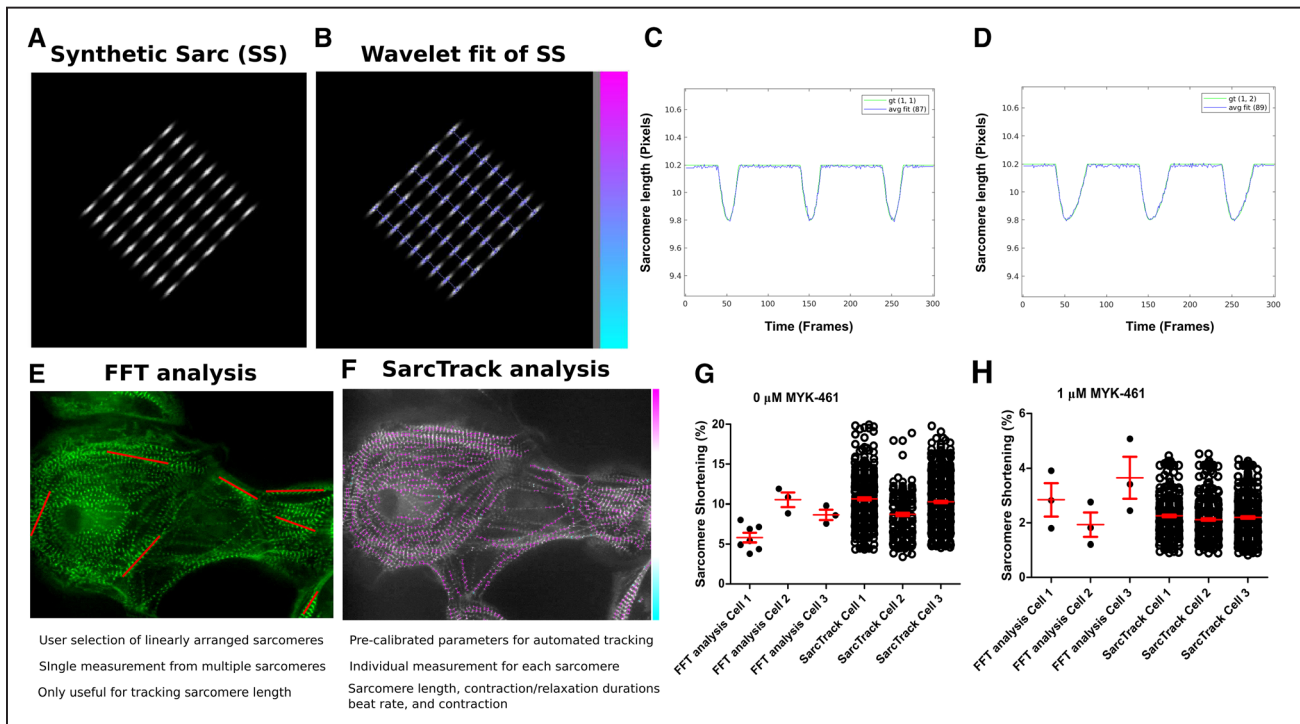 A
Synthetic Sarc (SS)
B
Wavelet fit of SS
C
gt (1, 1)
avg fit (87)
10.6
10.4
10.2
10
9.8
9.6
9.4
0
50
100
150
200
250
300
Sarcomere length (Pixels)
Time (Frames)
D
gt (1, 2)
avg fit (89)
10.6
10.4
10.2
10
9.8
9.6
9.4
0
50
100
150
200
250
300
Sarcomere length (Pixels)
Time (Frames)
E
FFT analysis
User selection of linearly arranged sarcomeres
SIngle measurement from multiple sarcomeres
Only useful for tracking sarcomere length
F
SarcTrack analysis
Pre-calibrated parameters for automated tracking
Individual measurement for each sarcomere
Sarcomere length, contraction/relaxation durations
beat rate, and contraction
G
0 μM MYK-461
Sarcomere Shortening (%)
20
15
10
5
0
FFT analysis Cell 1
FFT analysis Cell 2
FFT analysis Cell 3
SarcTrack Cell 1
SarcTrack Cell 2
SarcTrack Cell 3
H
1 μM MYK-461
Sarcomere Shortening (%)
6
4
2
0
FFT analysis Cell 1
FFT analysis Cell 2
FFT analysis Cell 3
SarcTrack Cell 1
SarcTrack Cell 2
SarcTrack Cell 3